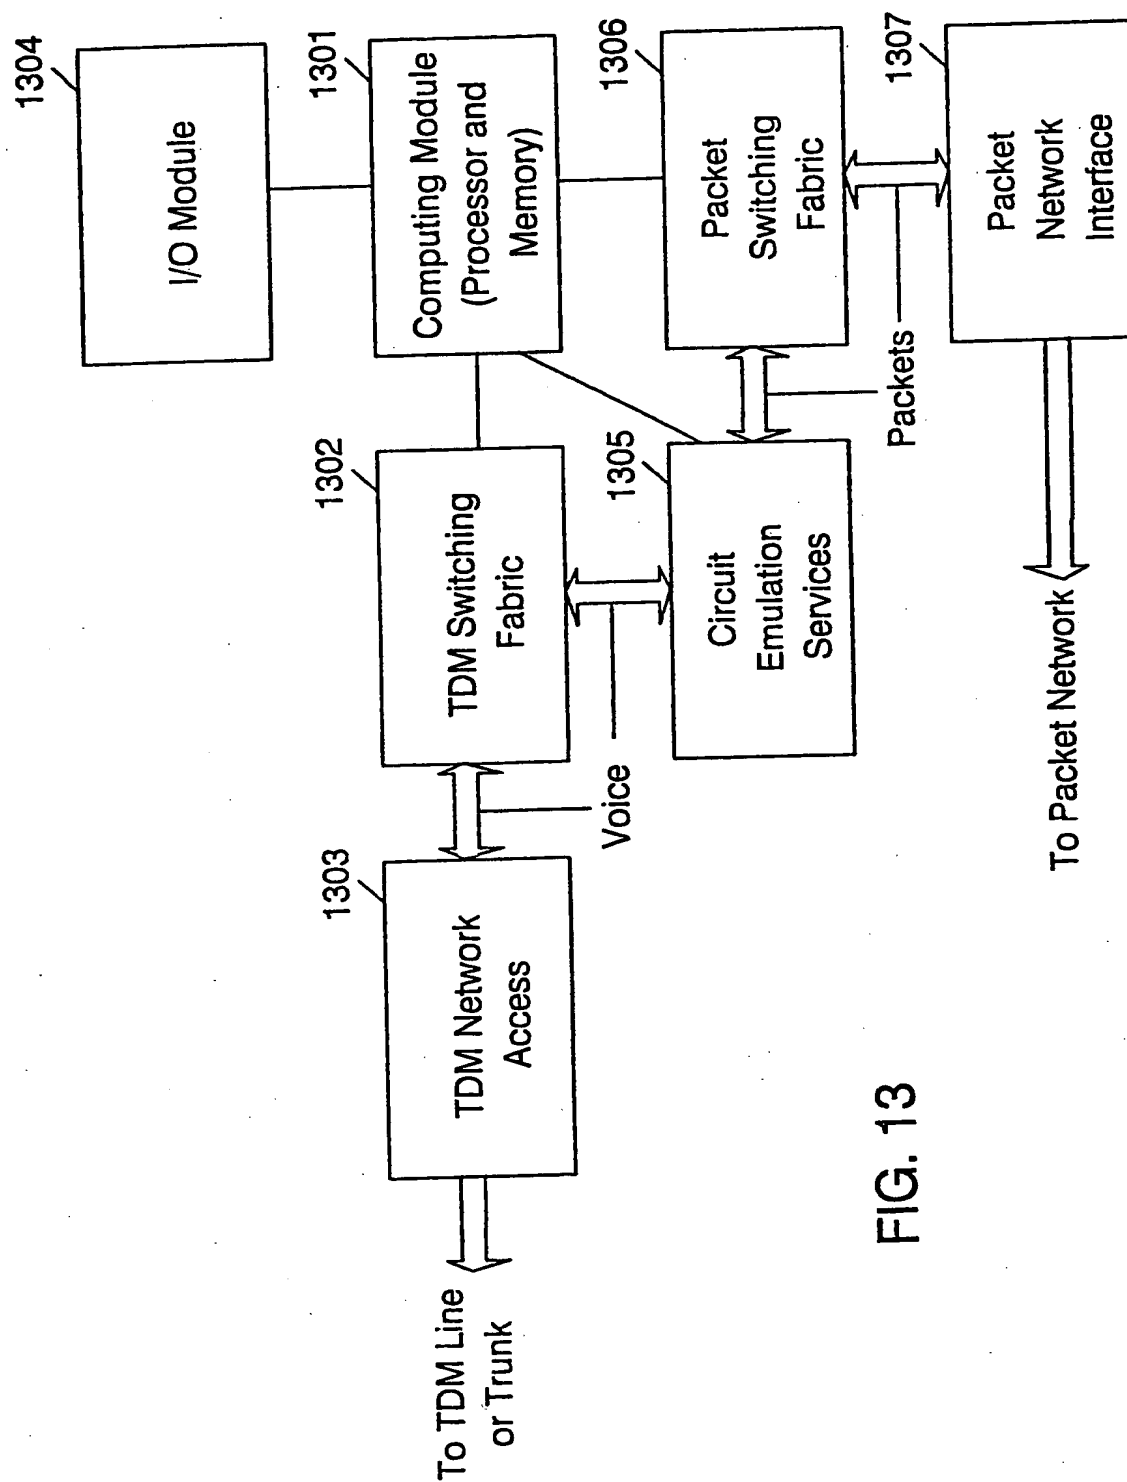 1304
I/O Module
1301
Computing Module
(Processor and
Memory)
1306
Packet
Switching
Fabric
1307
Packet
Network
Interface
1302
TDM Switching
Fabric
1305
Circuit
Emulation
Services
Packets
1303
TDM Network
Access
Voice
To Packet Network
To TDM Line
or Trunk
FIG. 13